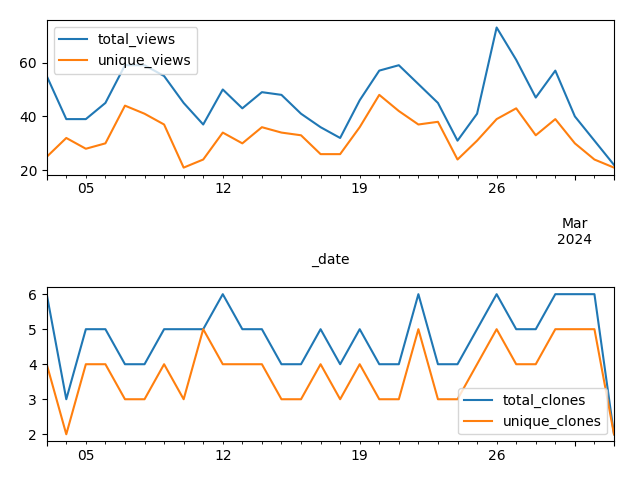 total_views
unique_views
60
40
20
05 12 19 26
Mar
2024
_date
6
5
4
3
2
total_clones
unique_clones
05 12 19 26